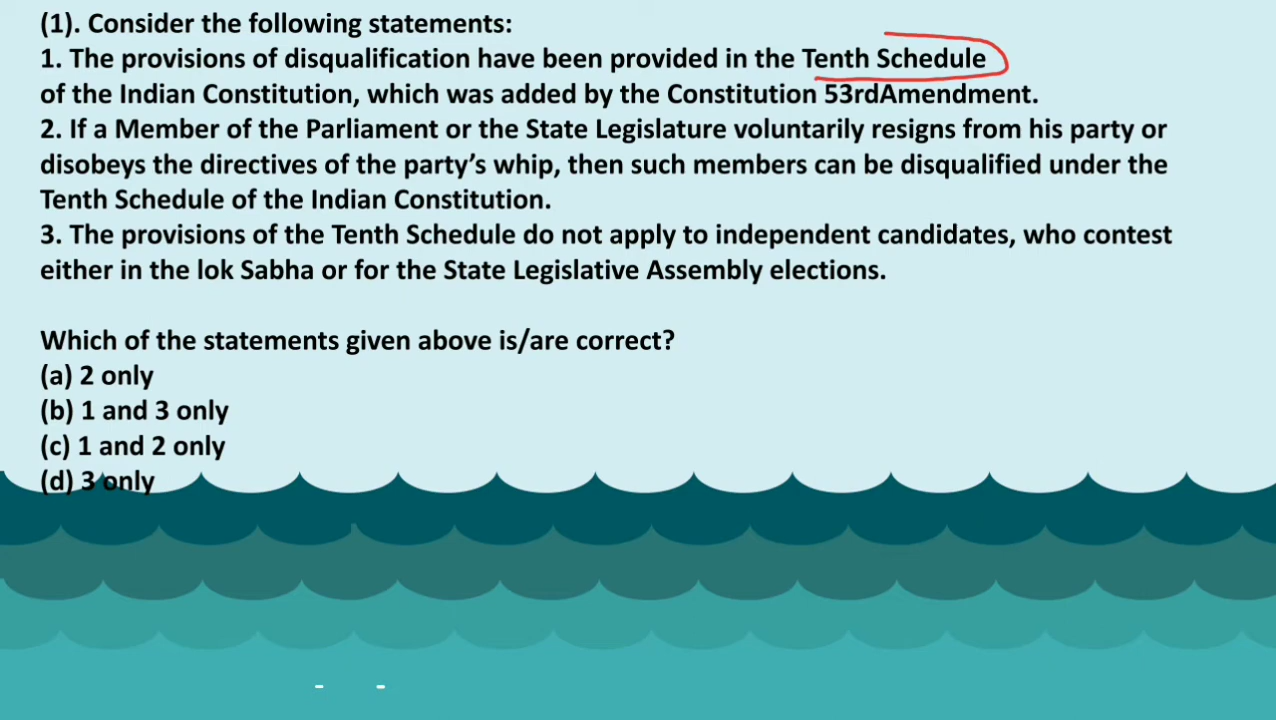 (1). Consider the following statements:
1. The provisions of disqualification have been provided in the Tenth Schedule
of the Indian Constitution, which was added by the Constitution 53rdAmendment.
2. If a Member of the Parliament or the State Legislature voluntarily resigns from his party or
disobeys the directives of the party's whip, then such members can be disqualified under the
Tenth Schedule of the Indian Constitution.
3. The provisions of the Tenth Schedule do not apply to independent candidates, who contest
either in the lok Sabha or for the State Legislative Assembly elections.
Which of the statements given above is/are correct?
(a) 2 only
(b) 1 and 3 only
(c) 1 and 2 only
(d) 3 only